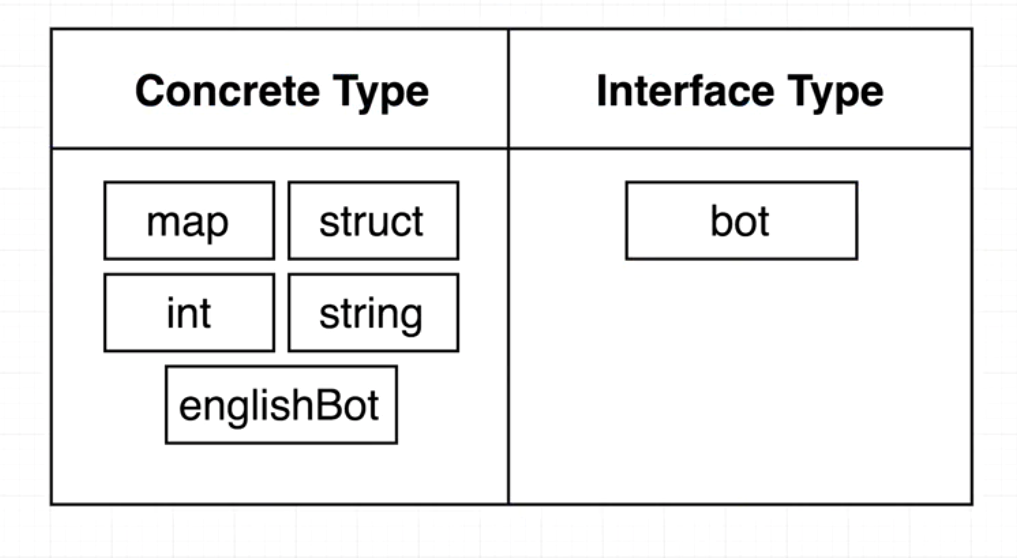 Concrete Type
Interface Type
map
struct
int
string
englishBot
bot